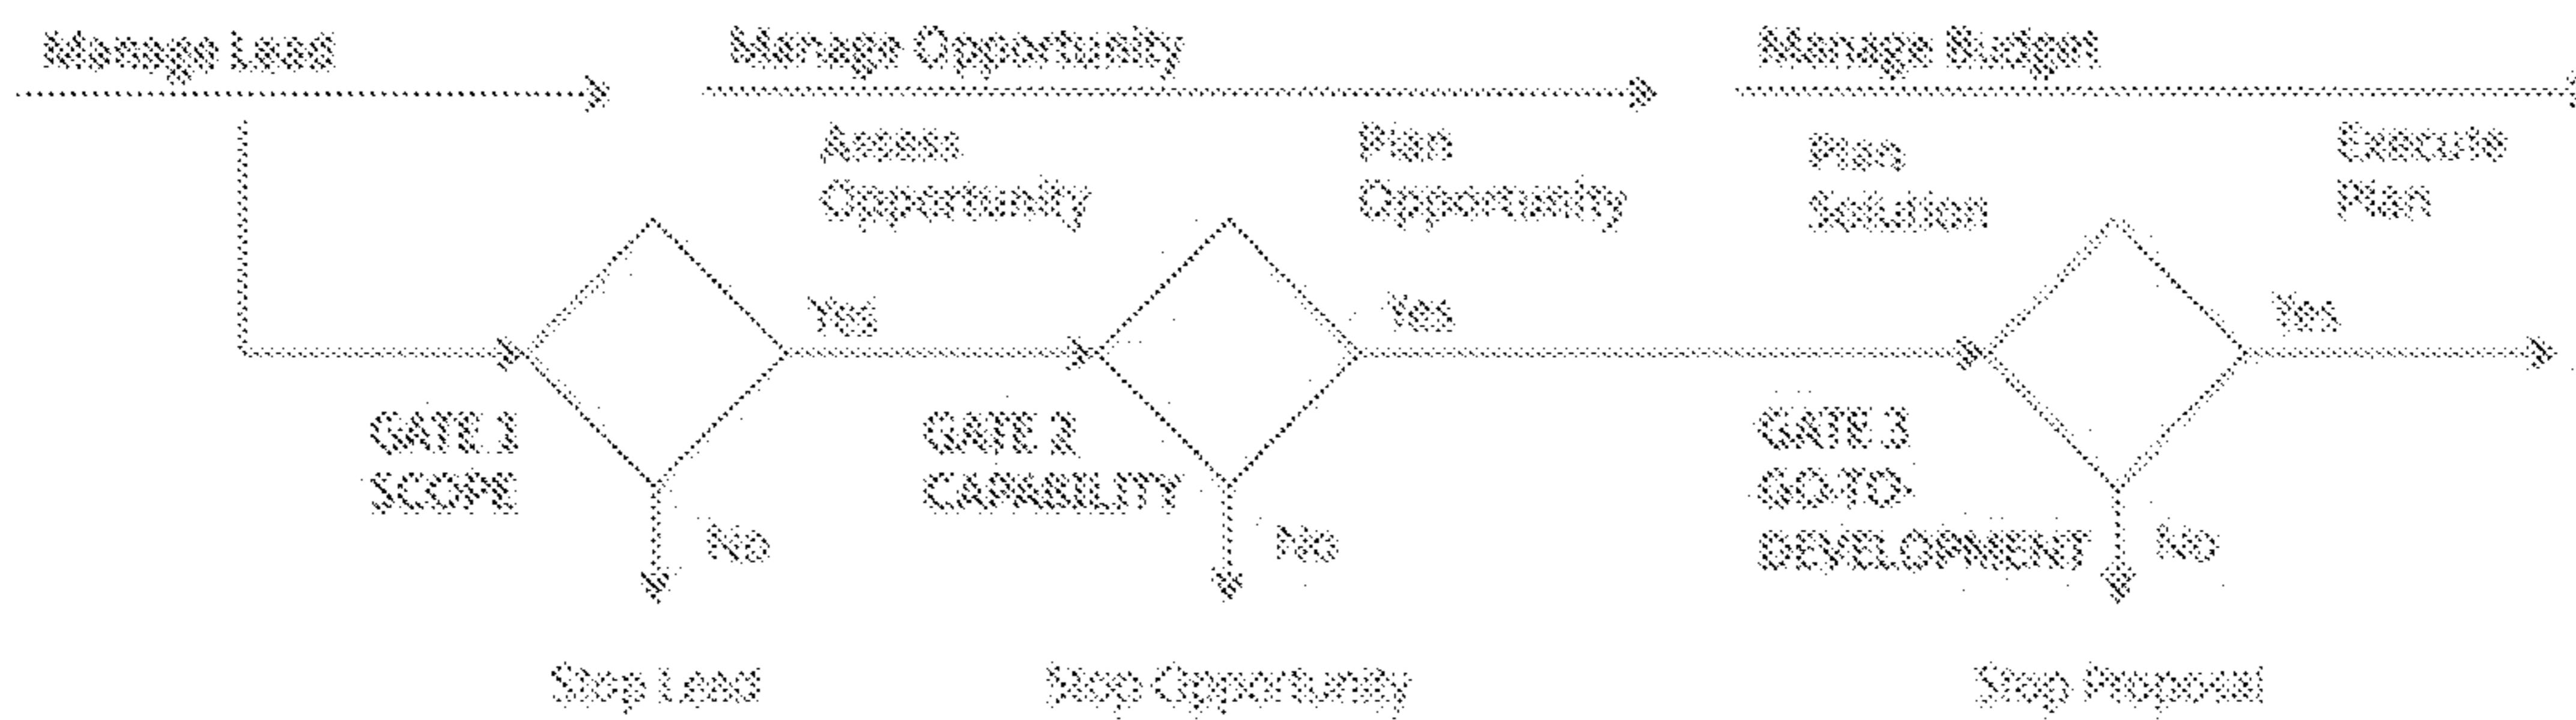 Manage Lead
Manage Opportunity
Manage Budget
Assess
Opportunity
Plan
Opportunity
Plan
Solution
Execute
Plan
Yes
Yes
Yes
GATE 1
SCOPE
GATE 2
CAPABILITY
GATE 3
GO-TO-
DEVELOPMENT
No
No
No
Stop Lead
Stop Opportunity
Stop Proposal